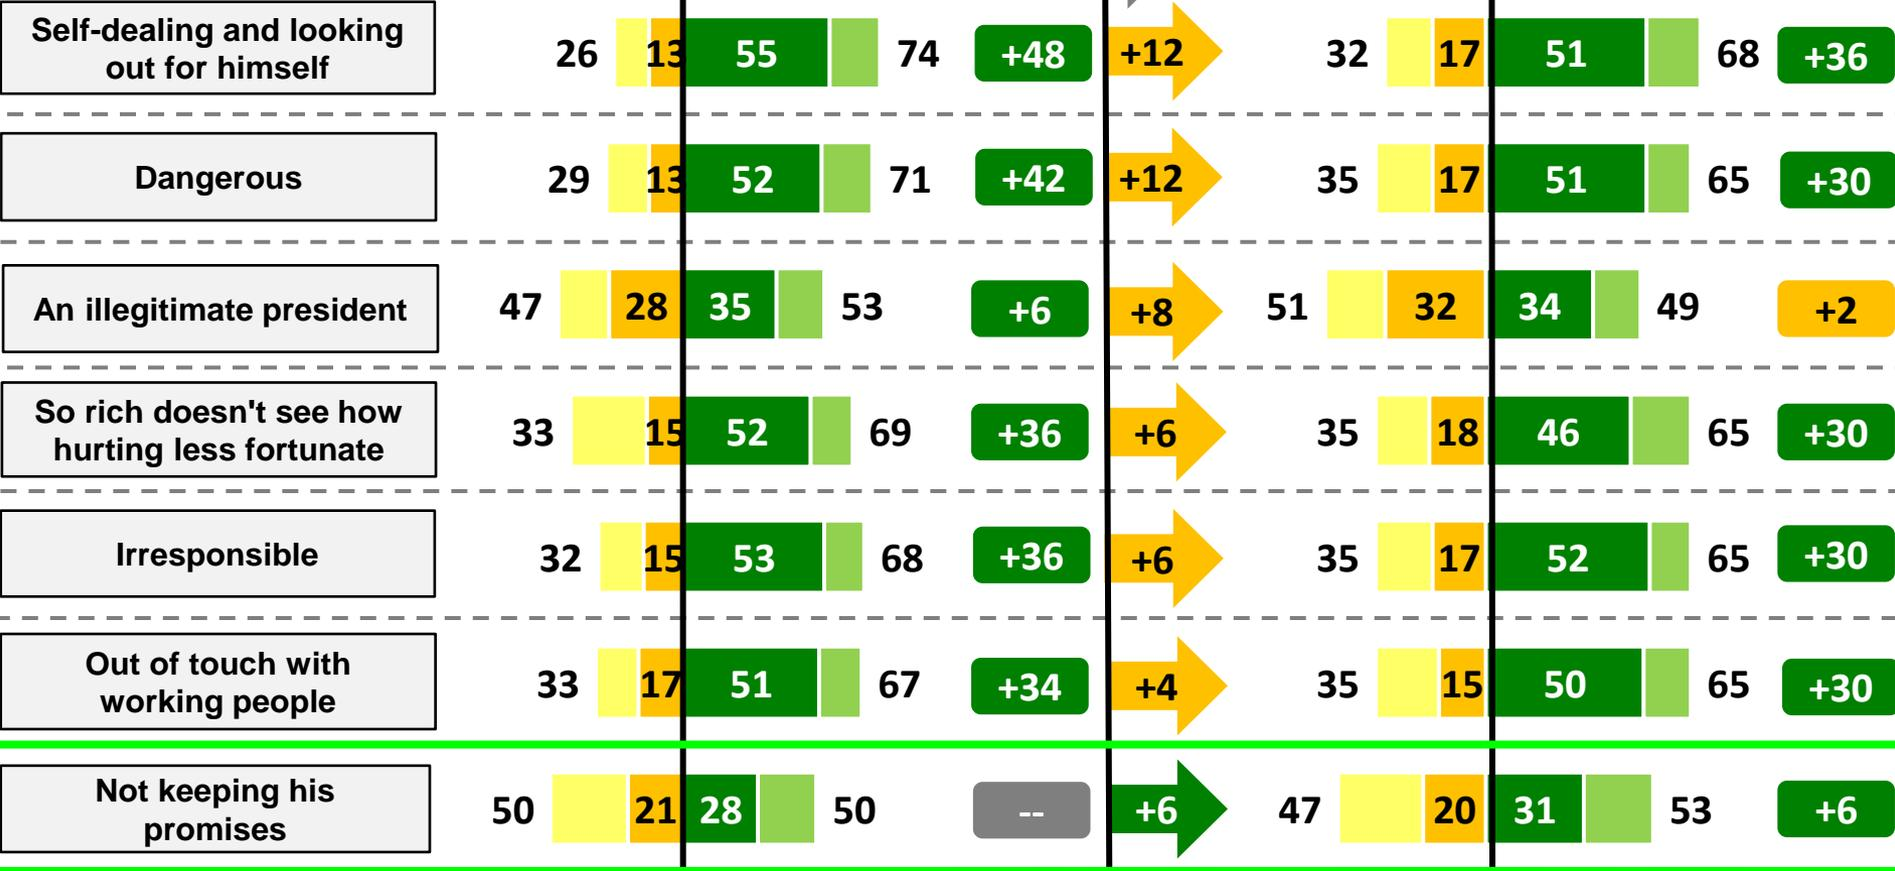 Self-dealing and looking
out for himself
26 13 55 74 +48 +12 32 17 51 68 +36
Dangerous
29 13 52 71 +42 +12 35 17 51 65 +30
An illegitimate president
47 28 35 53 +6 +8 51 32 34 49 +2
So rich doesn't see how
hurting less fortunate
33 15 52 69 +36 +6 35 18 46 65 +30
Irresponsible
32 15 53 68 +36 +6 35 17 52 65 +30
Out of touch with
working people
33 17 51 67 +34 +4 35 15 50 65 +30
Not keeping his
promises
50 21 28 50 -- +6 47 20 31 53 +6